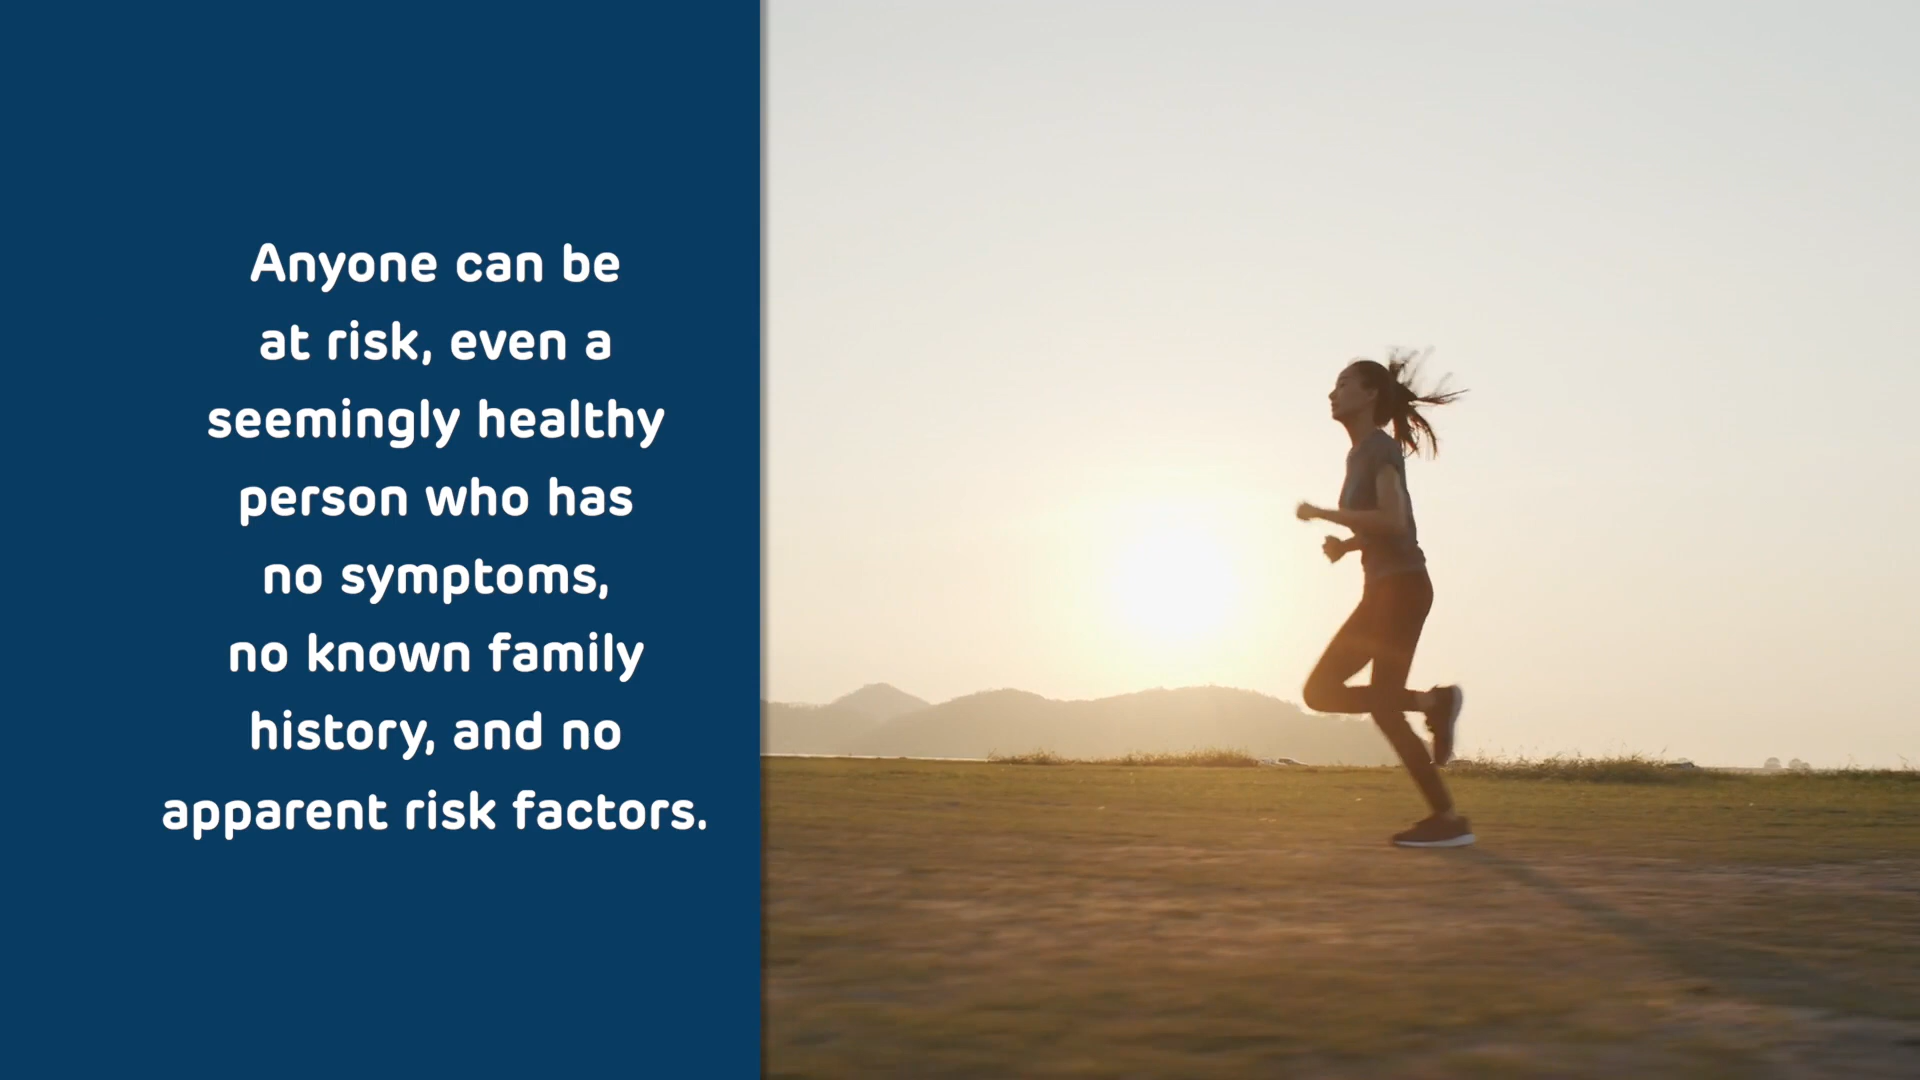 Anyone can be
at risk, even a
seemingly healthy
person who has
no symptoms,
no known family
history, and no
apparent risk factors.